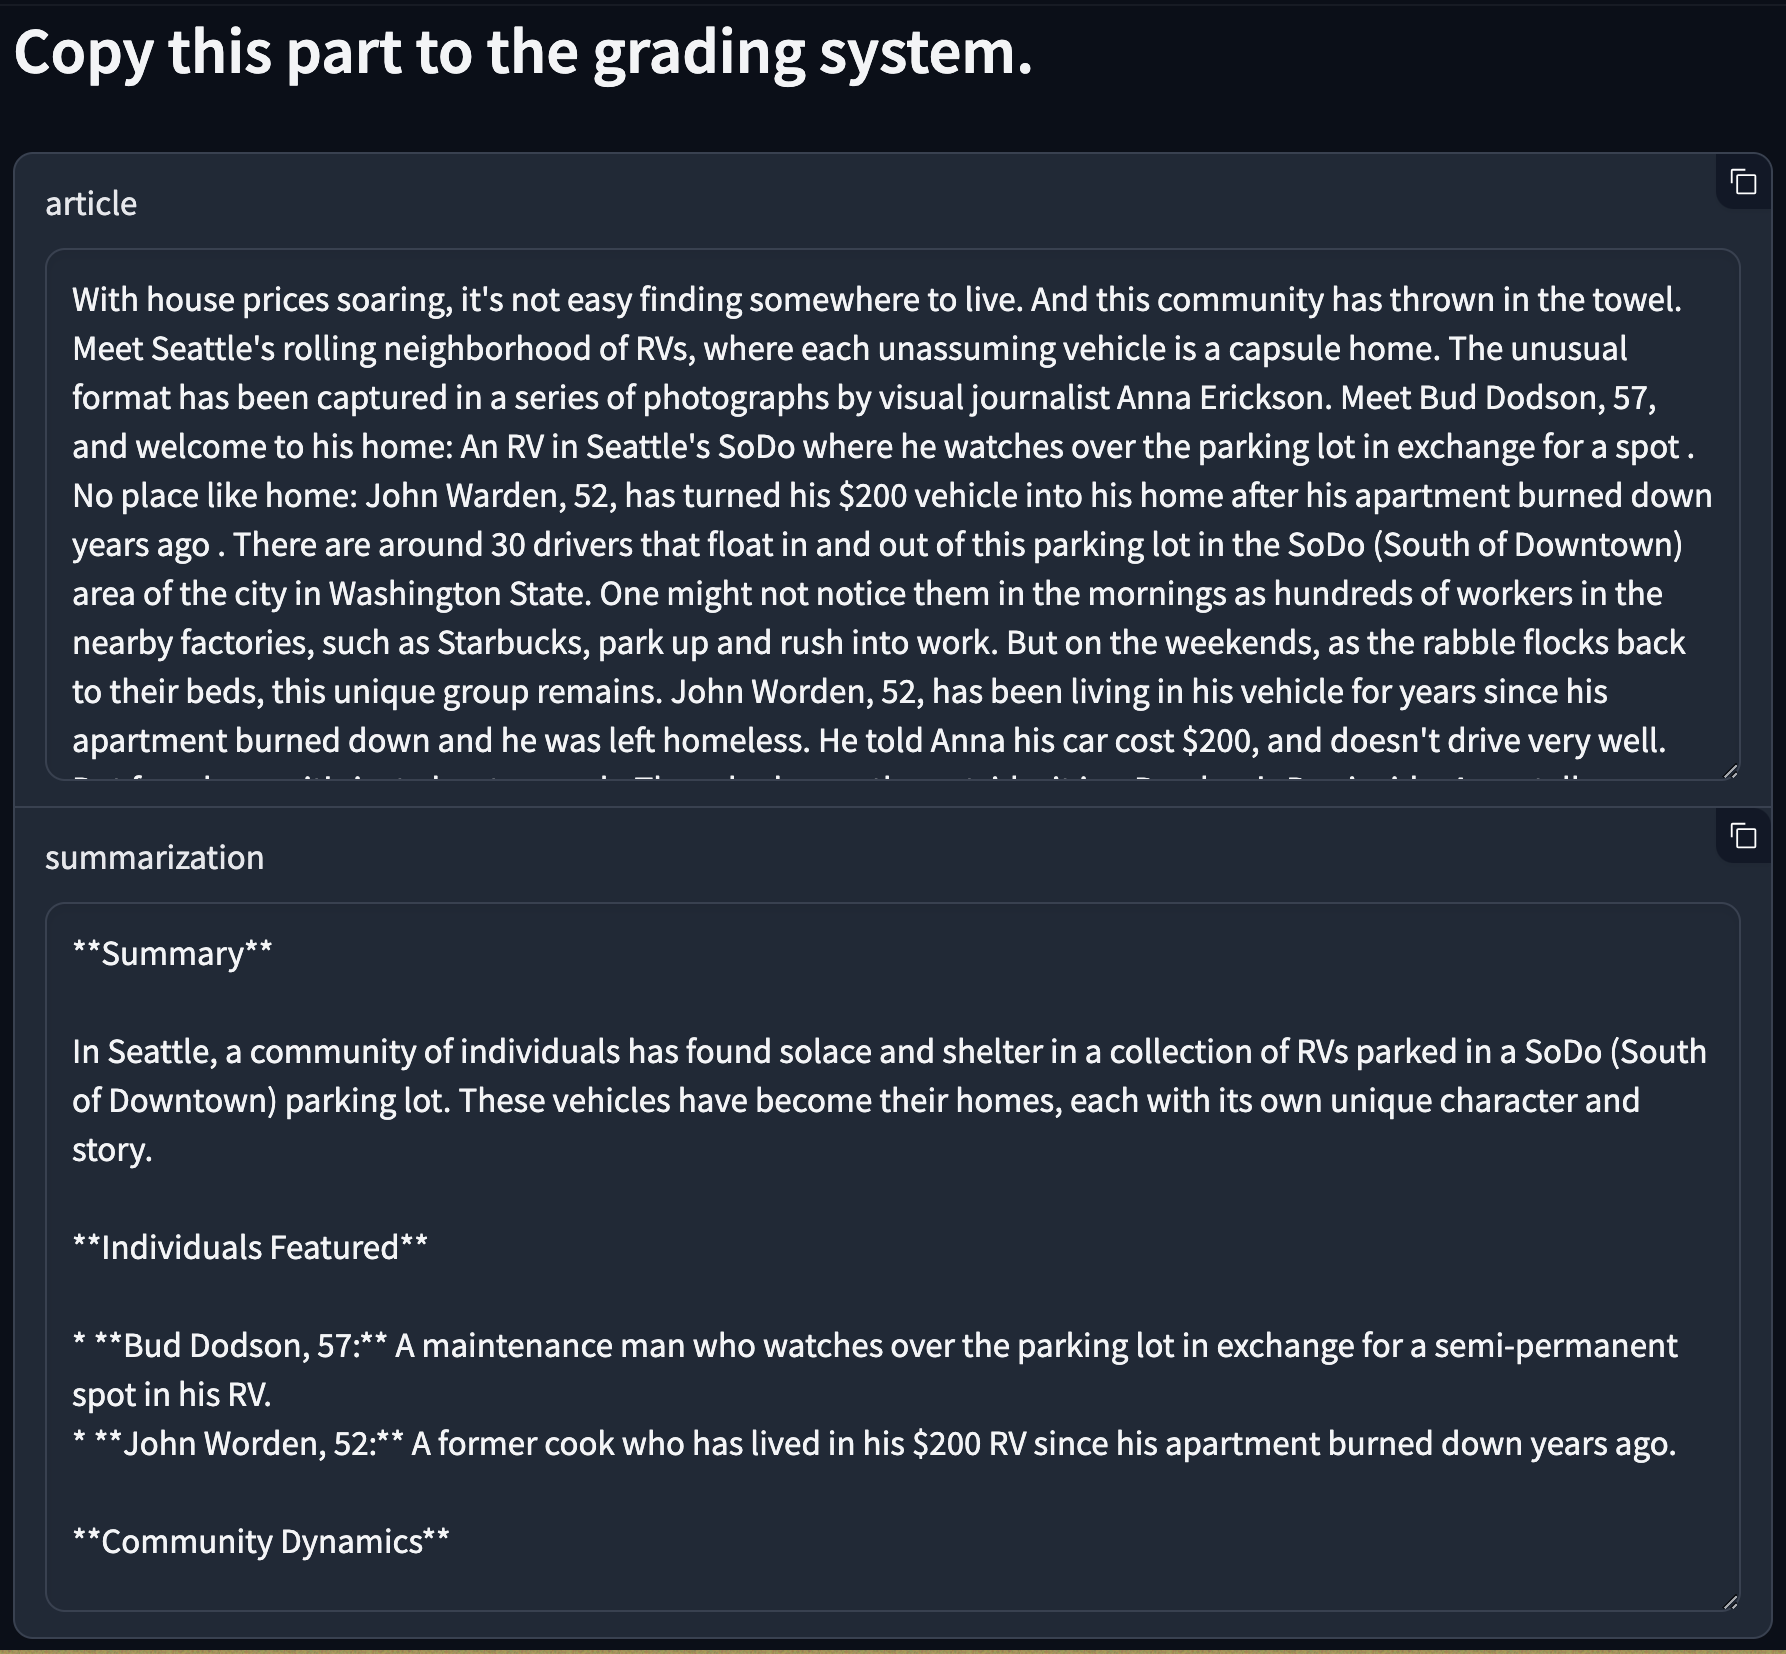 Copy this part to the grading system.
article
With house prices soaring, it's not easy finding somewhere to live. And this community has thrown in the towel.
Meet Seattle's rolling neighborhood of RVs, where each unassuming vehicle is a capsule home. The unusual
format has been captured in a series of photographs by visual journalist Anna Erickson. Meet Bud Dodson, 57,
and welcome to his home: An RV in Seattle's SoDo where he watches over the parking lot in exchange for a spot .
No place like home: John Warden, 52, has turned his $200 vehicle into his home after his apartment burned down
years ago . There are around 30 drivers that float in and out of this parking lot in the SoDo (South of Downtown)
area of the city in Washington State. One might not notice them in the mornings as hundreds of workers in the
nearby factories, such as Starbucks, park up and rush into work. But on the weekends, as the rabble flocks back
to their beds, this unique group remains. John Worden, 52, has been living in his vehicle for years since his
apartment burned down and he was left homeless. He told Anna his car cost $200, and doesn't drive very well.
summarization
**Summary**
In Seattle, a community of individuals has found solace and shelter in a collection of RVs parked in a SoDo (South
of Downtown) parking lot. These vehicles have become their homes, each with its own unique character and
story.
**Individuals Featured**
* **Bud Dodson, 57:** A maintenance man who watches over the parking lot in exchange for a semi-permanent
spot in his RV.
* **John Worden, 52:** A former cook who has lived in his $200 RV since his apartment burned down years ago.
**Community Dynamics**